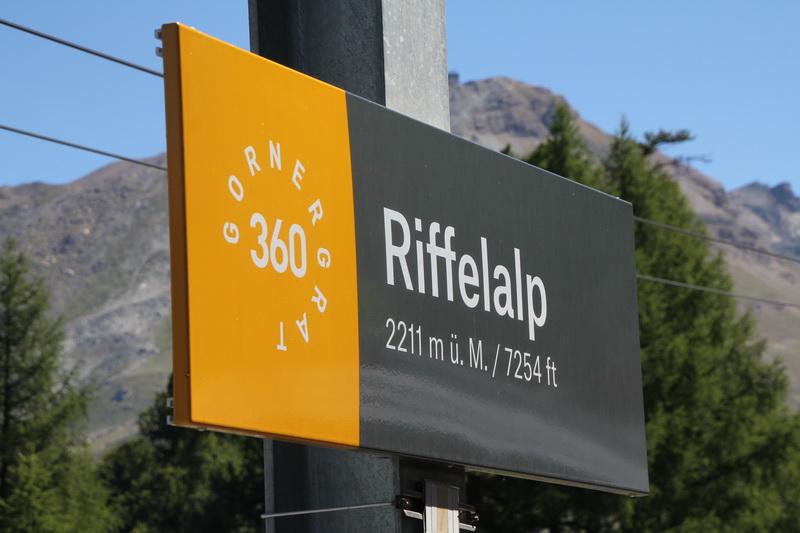 GORNERGRAT
360
Riffelalp
2211 m ü. M. / 7254 ft